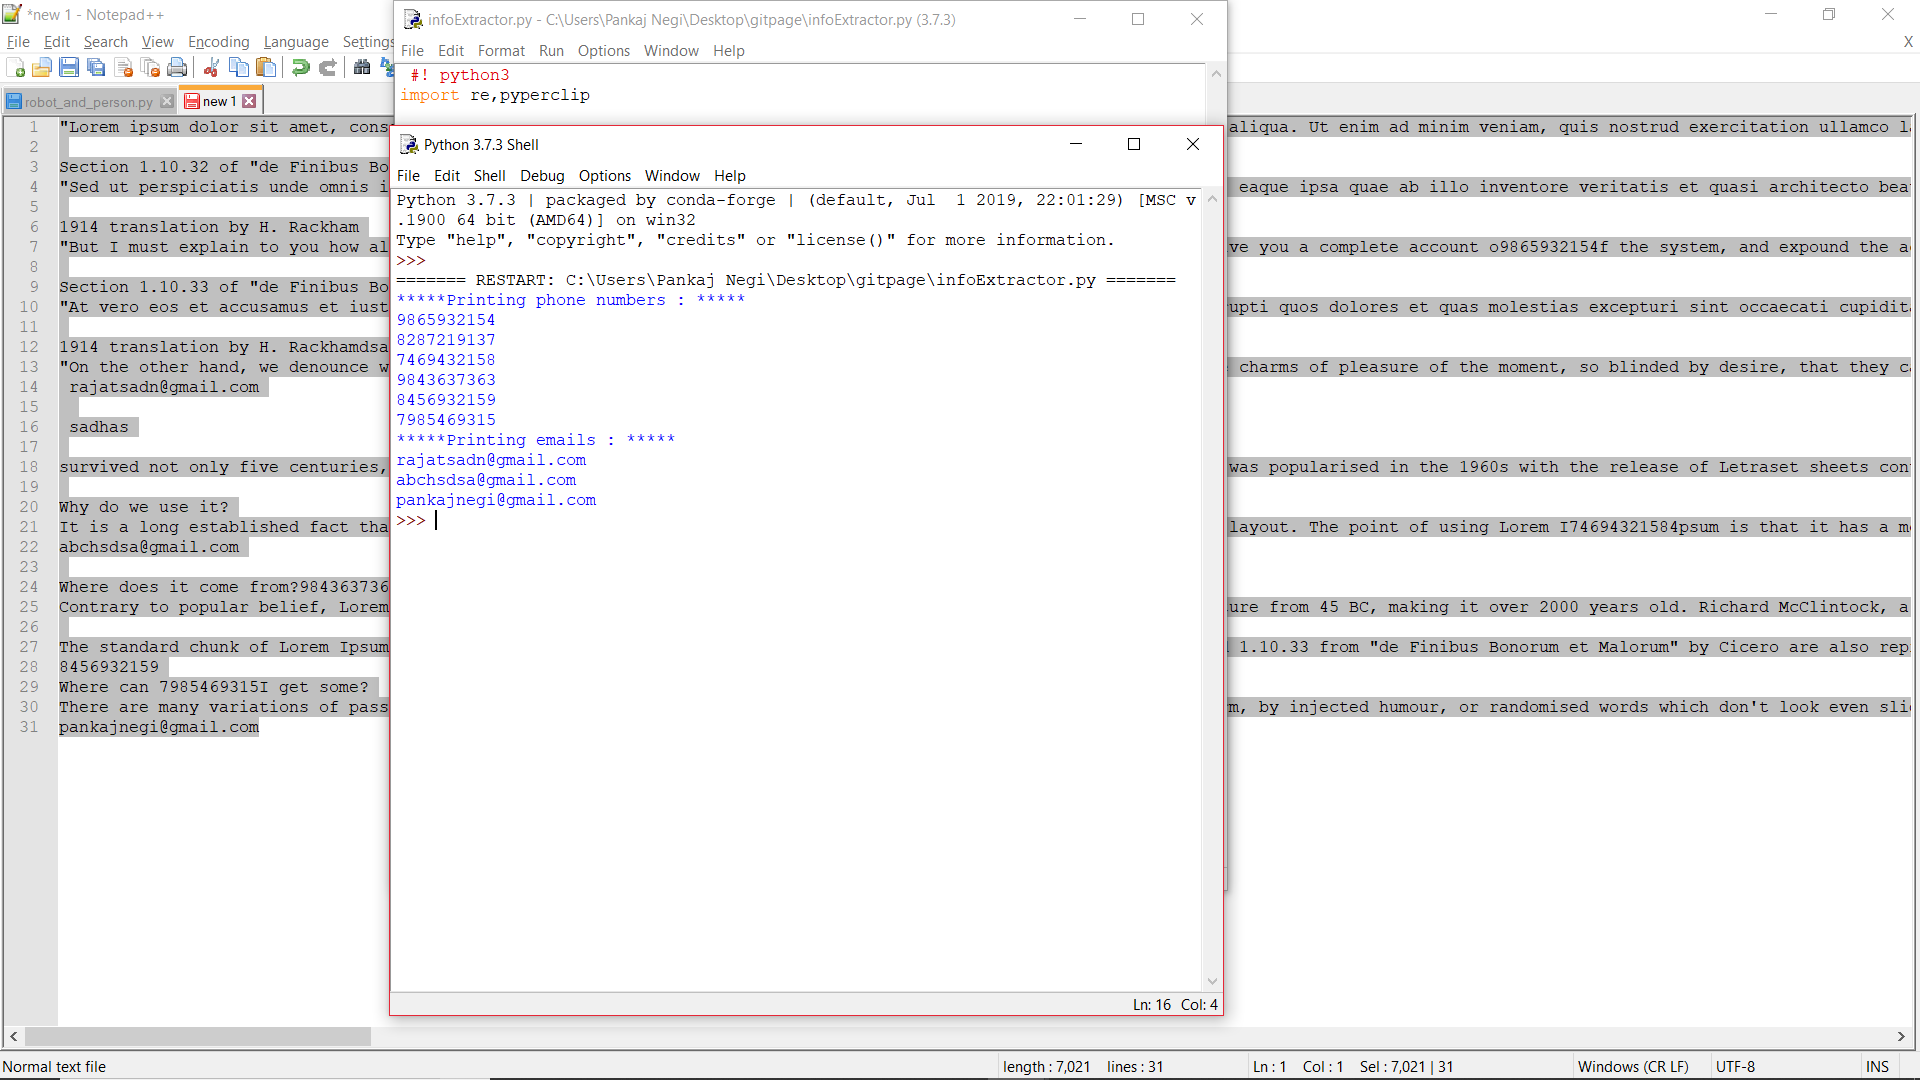 *new 1 - Notepad++
File Edit Search View Encoding Language Settings
X
robot_and_person.py
new 1
1 "Lorem ipsum dolor sit amet, cons
aliqua. Ut enim ad minim veniam, quis nostrud exercitation ullamco l
2
3 Section 1.10.32 of "de Finibus Bo
4 "Sed ut perspiciatis unde omnis i
eaque ipsa quae ab illo inventore veritatis et quasi architecto bea
5
6 1914 translation by H. Rackham
7 "But I must explain to you how al
ve you a complete account o9865932154f the system, and expound the a
8
9 Section 1.10.33 of "de Finibus Bo
10 "At vero eos et accusamus et iust
upti quos dolores et quas molestias excepturi sint occaecati cupidit
11
12 1914 translation by H. Rackhamdsa
13 "On the other hand, we denounce w
charms of pleasure of the moment, so blinded by desire, that they c
14 rajatsadn@gmail.com
15
16 sadhas
17
18 survived not only five centuries,
was popularised in the 1960s with the release of Letraset sheets con
19
20 Why do we use it?
21 It is a long established fact tha
layout. The point of using Lorem I74694321584psum is that it has a m
22 abchsdsa@gmail.com
23
24 Where does it come from?984363736
25 Contrary to popular belief, Lorem
ure from 45 BC, making it over 2000 years old. Richard McClintock, a
26
27 The standard chunk of Lorem Ipsum
1.10.33 from "de Finibus Bonorum et Malorum" by Cicero are also rep
28 8456932159
29 Where can 7985469315I get some?
30 There are many variations of pass
m, by injected humour, or randomised words which don't look even sli
31 pankajnegi@gmail.com
Normal text file
length : 7,021 lines : 31
Ln : 1 Col : 1 Sel : 7,021 | 31
Windows (CR LF)
UTF-8
INS
infoExtractor.py - C:\Users\Pankaj Negi\Desktop\gitpage\infoExtractor.py (3.7.3)
File Edit Format Run Options Window Help
#! python3
import re,pyperclip
Python 3.7.3 Shell
File Edit Shell Debug Options Window Help
Python 3.7.3 | packaged by conda-forge | (default, Jul  1 2019, 22:01:29) [MSC v
.1900 64 bit (AMD64)] on win32
Type "help", "copyright", "credits" or "license()" for more information.
>>>
======= RESTART: C:\Users\Pankaj Negi\Desktop\gitpage\infoExtractor.py =======
*****Printing phone numbers : *****
9865932154
8287219137
7469432158
9843637363
8456932159
7985469315
*****Printing emails : *****
rajatsadn@gmail.com
abchsdsa@gmail.com
pankajnegi@gmail.com
>>>
Ln: 16 Col: 4